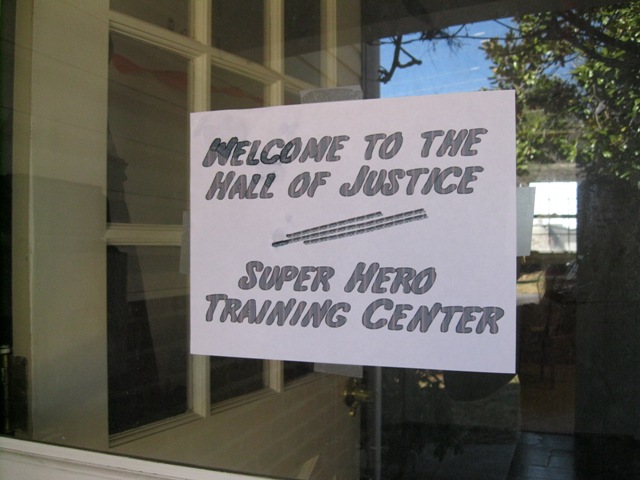 Welcome to the
Hall of Justice
Super Hero
Training Center